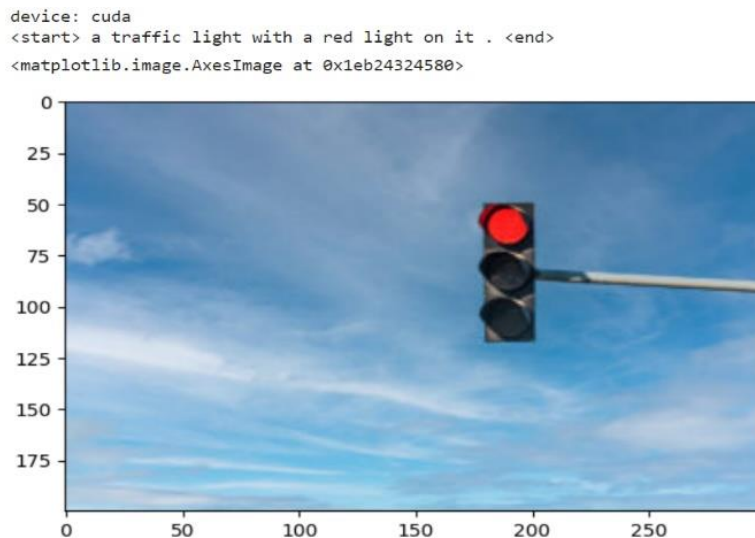 device: cuda
<start> a traffic light with a red light on it . <end>
<matplotlib.image.AxesImage at 0x1eb24324580>
0
25
50
75
100
125
150
175
0 50 100 150 200 250